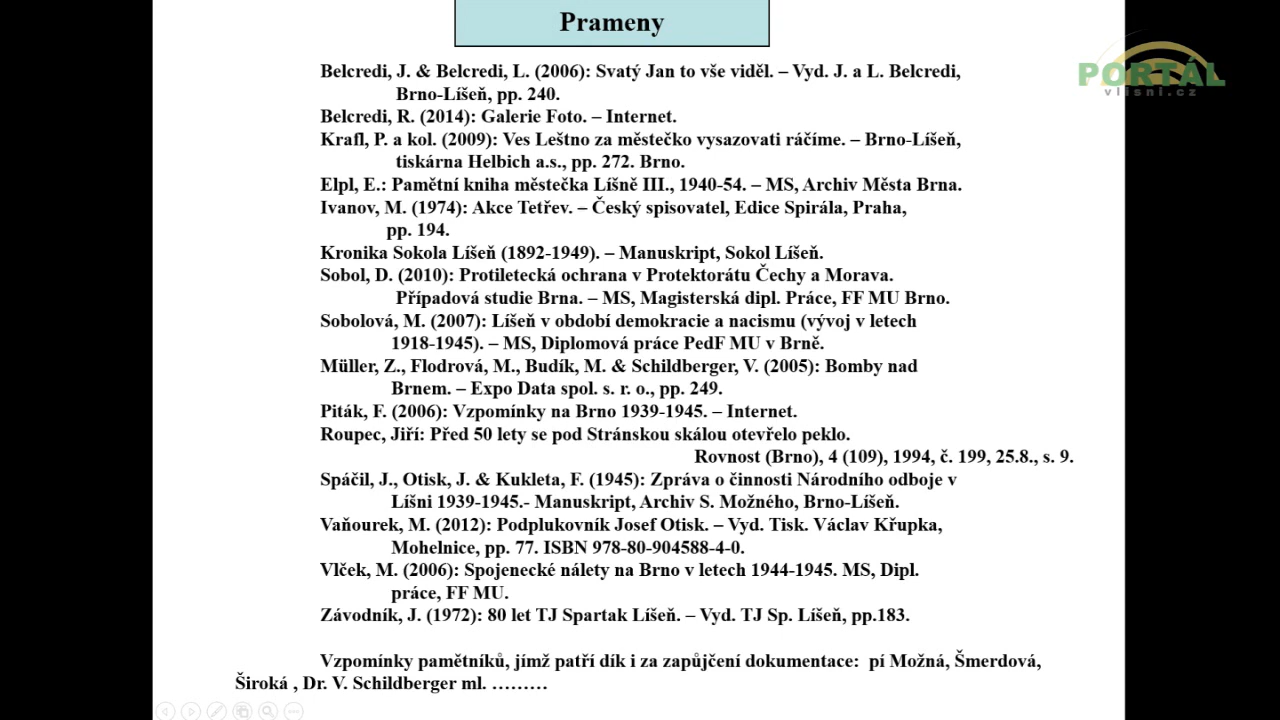 Prameny
PORTÁL
vlisni.cz
Belcredi, J. & Belcredi, L. (2006): Svatý Jan to vše viděl. – Vyd. J. a L. Belcredi,
Brno-Líšeň, pp. 240.
Belcredi, R. (2014): Galerie Foto. – Internet.
Krafl, P. a kol. (2009): Ves Leštno za městečko vysazovati ráčíme. – Brno-Líšeň,
tiskárna Helbich a.s., pp. 272. Brno.
Elpl, E.: Pamětní kniha městečka Líšně III., 1940-54. – MS, Archiv Města Brna.
Ivanov, M. (1974): Akce Tetřev. – Český spisovatel, Edice Spirála, Praha,
pp. 194.
Kronika Sokola Líšeň (1892-1949). – Manuskript, Sokol Líšeň.
Sobol, D. (2010): Protiletecká ochrana v Protektorátu Čechy a Morava.
Případová studie Brna. – MS, Magisterská dipl. Práce, FF MU Brno.
Sobolová, M. (2007): Líšeň v období demokracie a nacismu (vývoj v letech
1918-1945). – MS, Diplomová práce PedF MU v Brně.
Müller, Z., Flodrová, M., Budík, M. & Schildberger, V. (2005): Bomby nad
Brnem. – Expo Data spol. s. r. o., pp. 249.
Piták, F. (2006): Vzpomínky na Brno 1939-1945. – Internet.
Roupec, Jiří: Před 50 lety se pod Stránskou skálou otevřelo peklo.
Rovnost (Brno), 4 (109), 1994, č. 199, 25.8., s. 9.
Spáčil, J., Otisk, J. & Kukleta, F. (1945): Zpráva o činnosti Národního odboje v
Líšni 1939-1945.- Manuskript, Archiv S. Možného, Brno-Líšeň.
Vaňourek, M. (2012): Podplukovník Josef Otisk. – Vyd. Tisk. Václav Křupka,
Mohelnice, pp. 77. ISBN 978-80-904588-4-0.
Vlček, M. (2006): Spojenecké nálety na Brno v letech 1944-1945. MS, Dipl.
práce, FF MU.
Závodník, J. (1972): 80 let TJ Spartak Líšeň. – Vyd. TJ Sp. Líšeň, pp.183.
Vzpomínky pamětníků, jímž patří dík i za zapůjčení dokumentace: pí Možná, Šmerdová,
Široká , Dr. V. Schildberger ml. ………